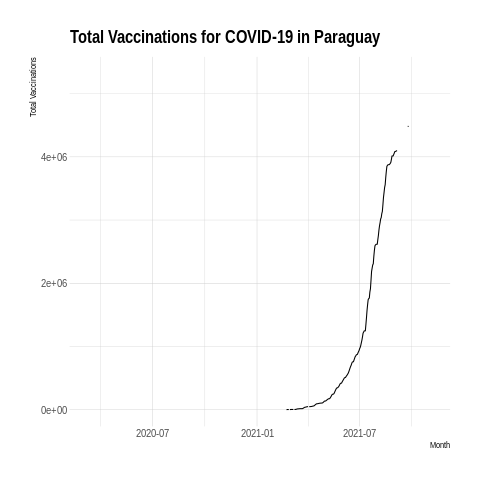 Total Vaccinations for COVID-19 in Paraguay
Total Vaccinations
4e+06
2e+06
0e+00
2020-07 2021-01 2021-07
Month